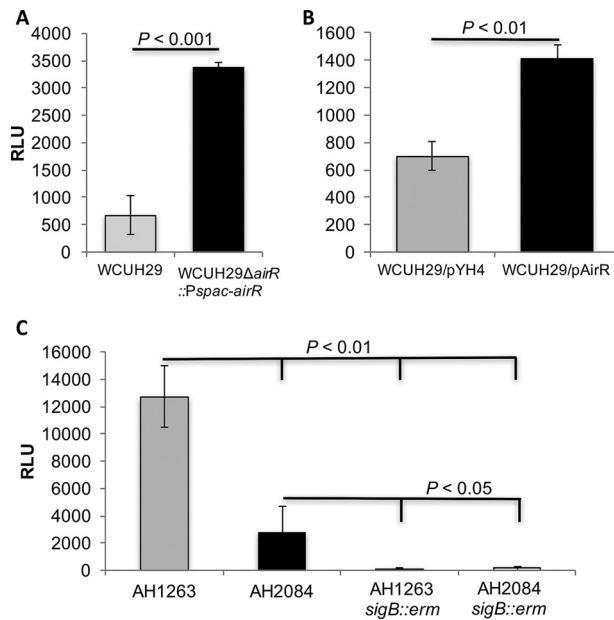 A
P < 0.001
4000
3500
3000
2500
2000
1500
1000
500
0
RLU
WCUH29
WCUH29ΔairR
::Pspac-airR
B
P < 0.01
1600
1400
1200
1000
800
600
400
200
0
WCUH29/pYH4
WCUH29/pAirR
C
P < 0.01
16000
14000
12000
10000
8000
6000
4000
2000
0
RLU
P < 0.05
AH1263
AH2084
AH1263
sigB::erm
AH2084
sigB::erm